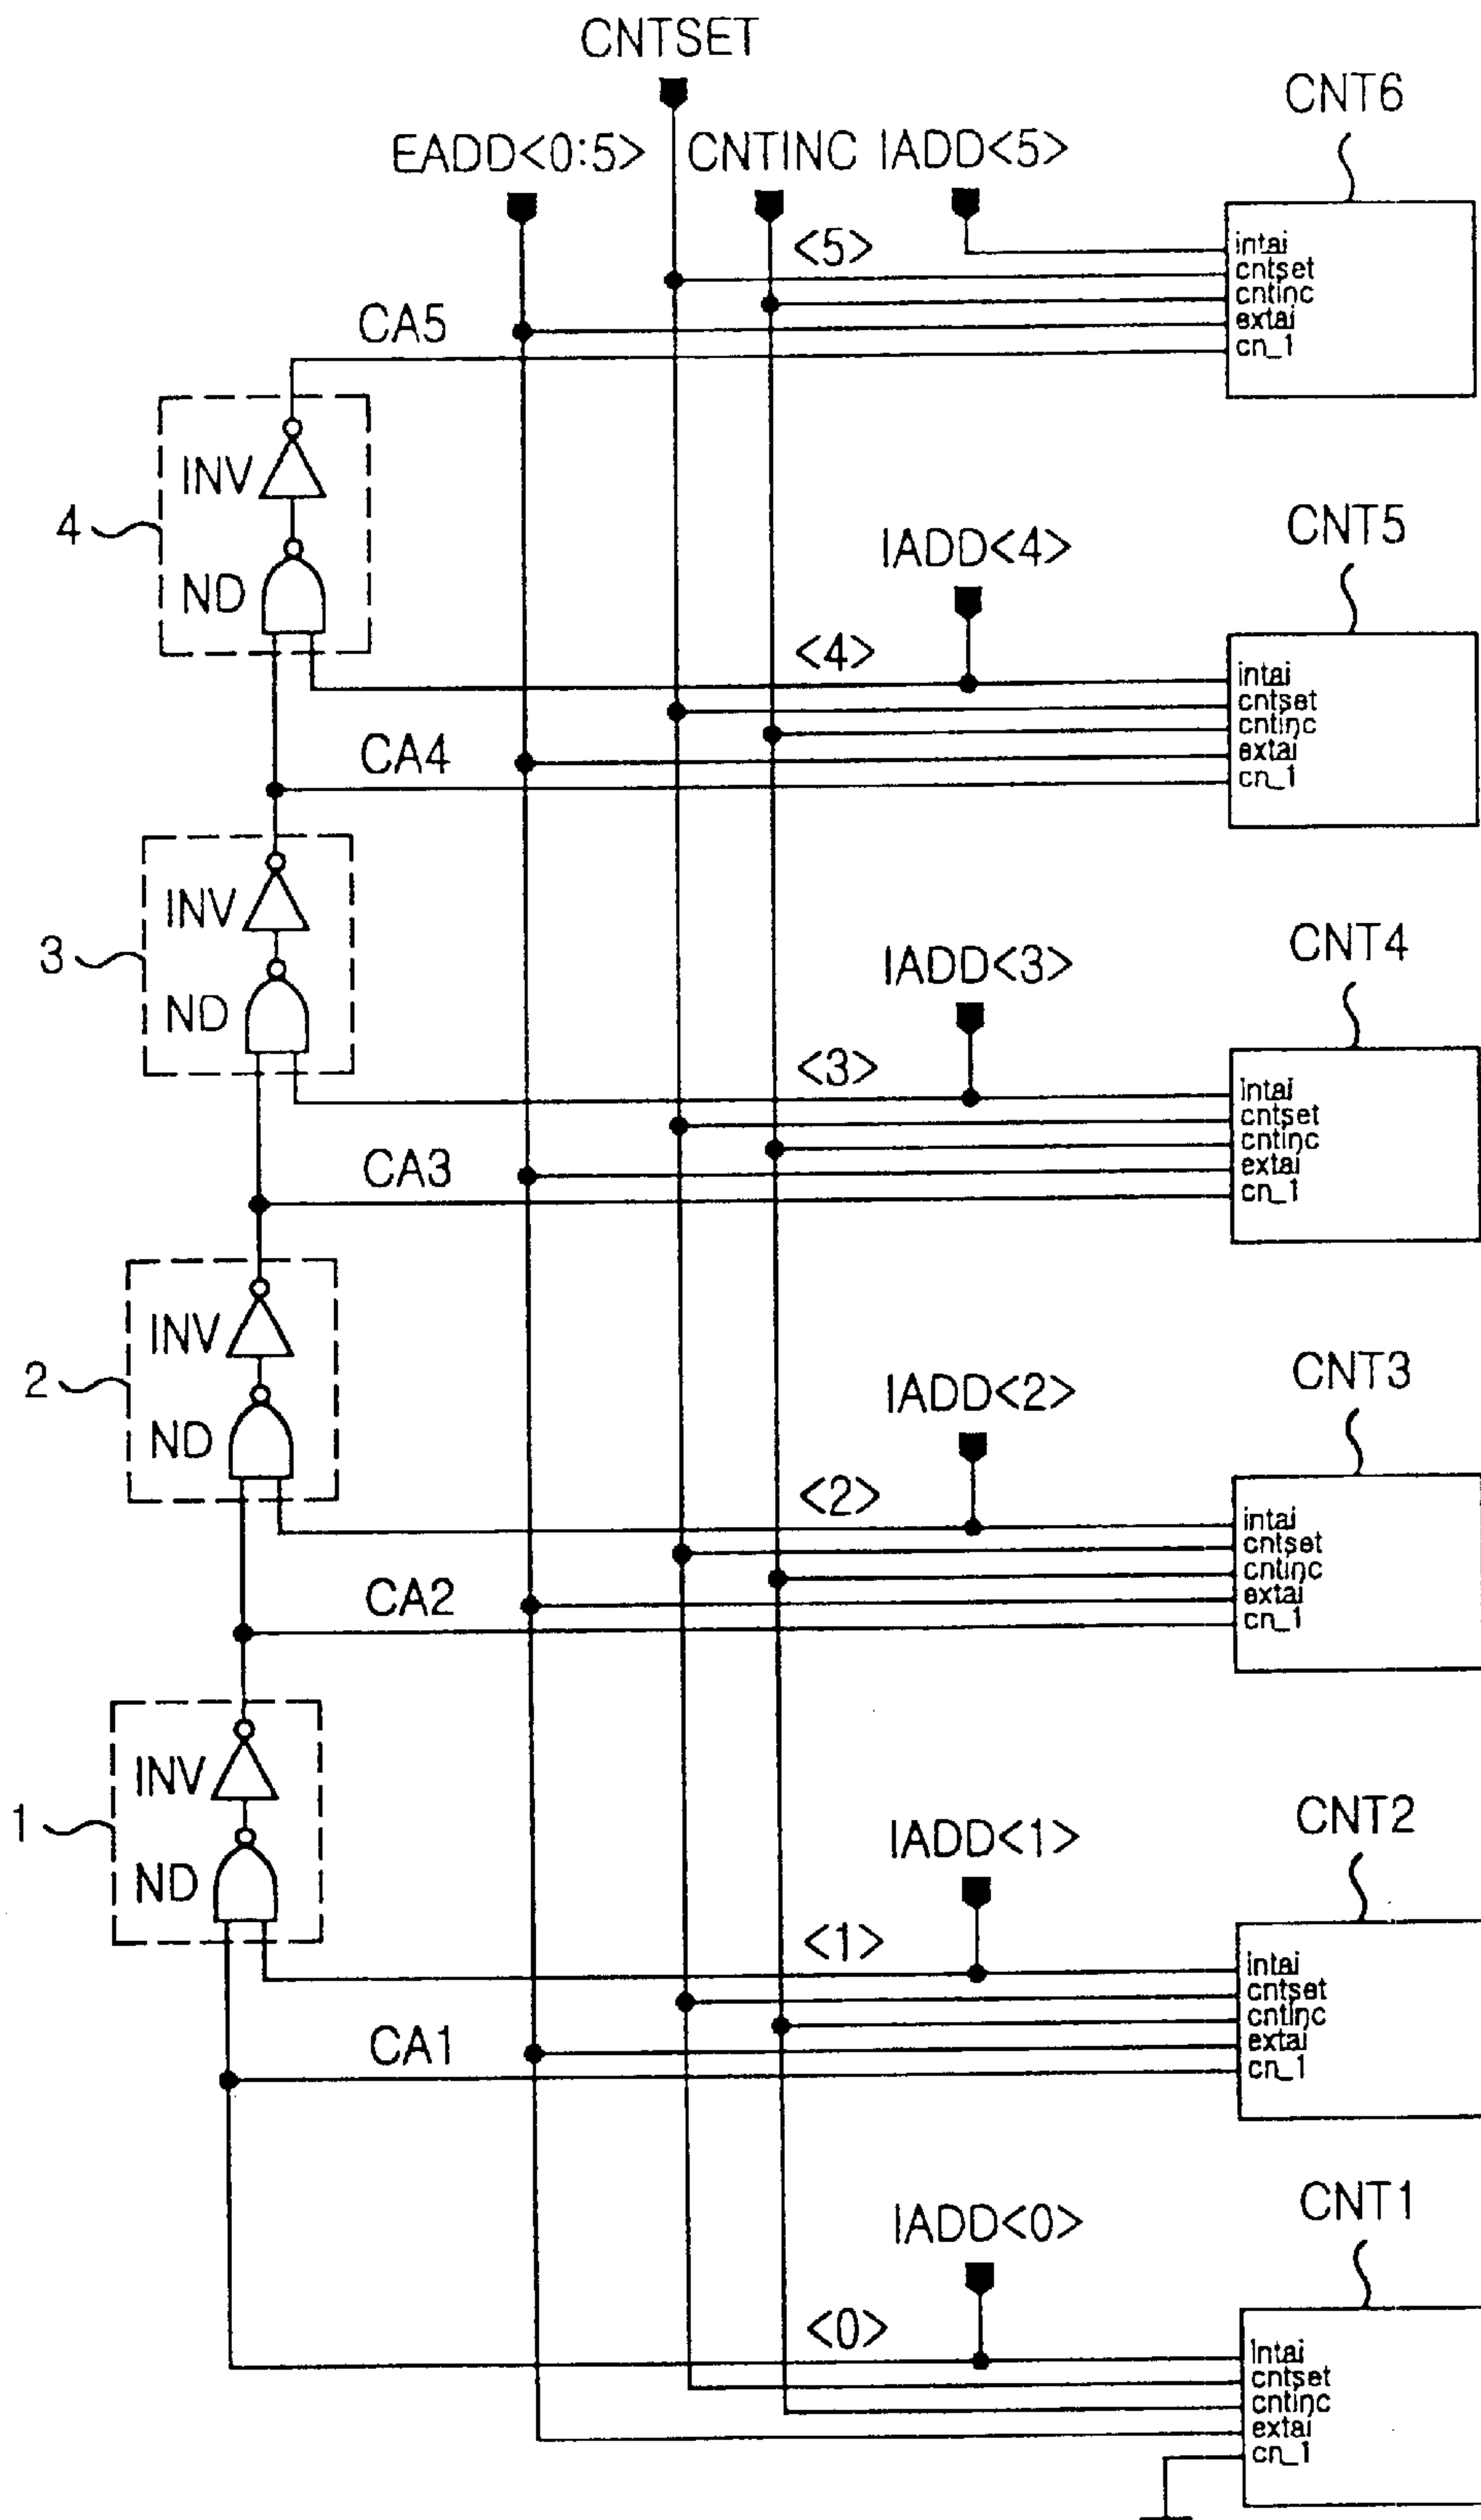 CNTSET
CNT6
EADD<0:5>
CNTINC
IADD<5>
<5>
intai
cntset
cntinc
extai
cn_1
CA5
INV
4
ND
IADD<4>
CNT5
<4>
intai
cntset
cntinc
extai
cn_1
CA4
INV
3
ND
IADD<3>
CNT4
<3>
intai
cntset
cntinc
extai
cn_1
CA3
INV
2
ND
IADD<2>
CNT3
<2>
intai
cntset
cntinc
extai
cn_1
CA2
INV
1
ND
IADD<1>
CNT2
<1>
intai
cntset
cntinc
extai
cn_1
CA1
IADD<0>
CNT1
<0>
intai
cntset
cntinc
extai
cn_1